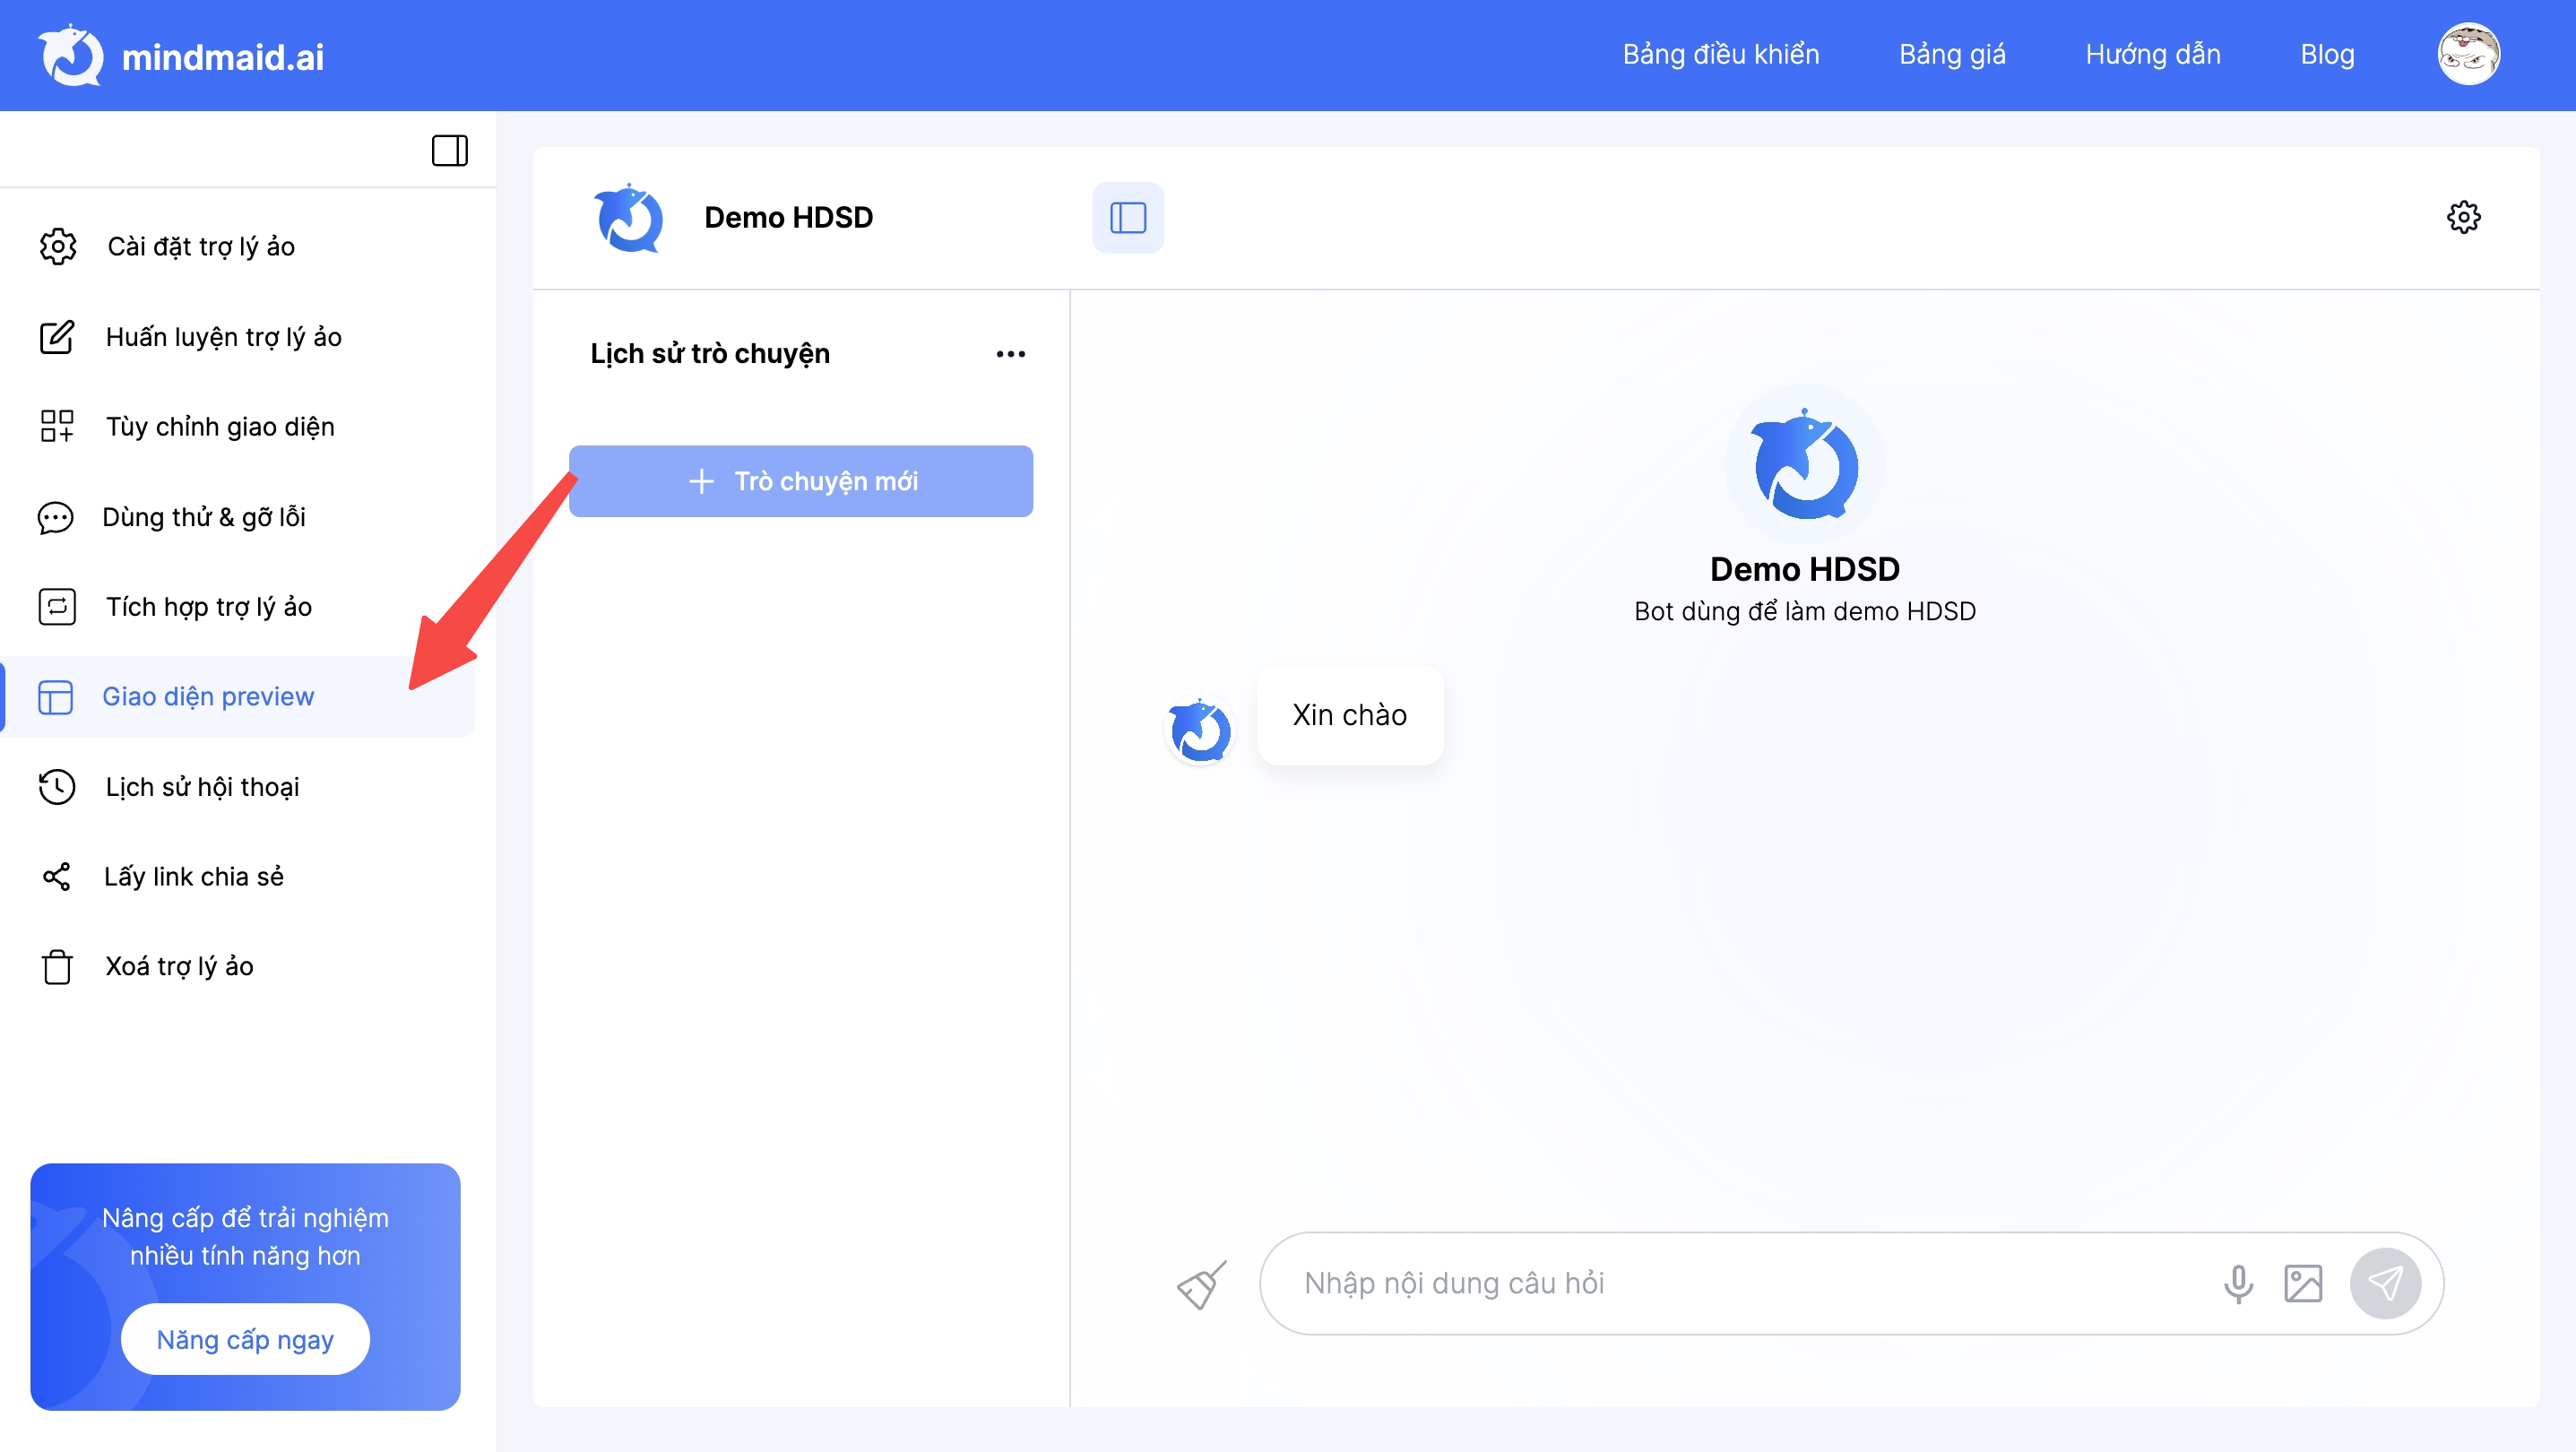 mindmaid.ai
Bảng điều khiển
Bảng giá
Hướng dẫn
Blog
Cài đặt trợ lý ảo
Huấn luyện trợ lý ảo
Tùy chỉnh giao diện
Dùng thử & gỡ lỗi
Tích hợp trợ lý ảo
Giao diện preview
Lịch sử hội thoại
Lấy link chia sẻ
Xoá trợ lý ảo
Nâng cấp để trải nghiệm
nhiều tính năng hơn
Năng cấp ngay
Demo HDSD
Lịch sử trò chuyện
Trò chuyện mới
Demo HDSD
Bot dùng để làm demo HDSD
Xin chào
Nhập nội dung câu hỏi